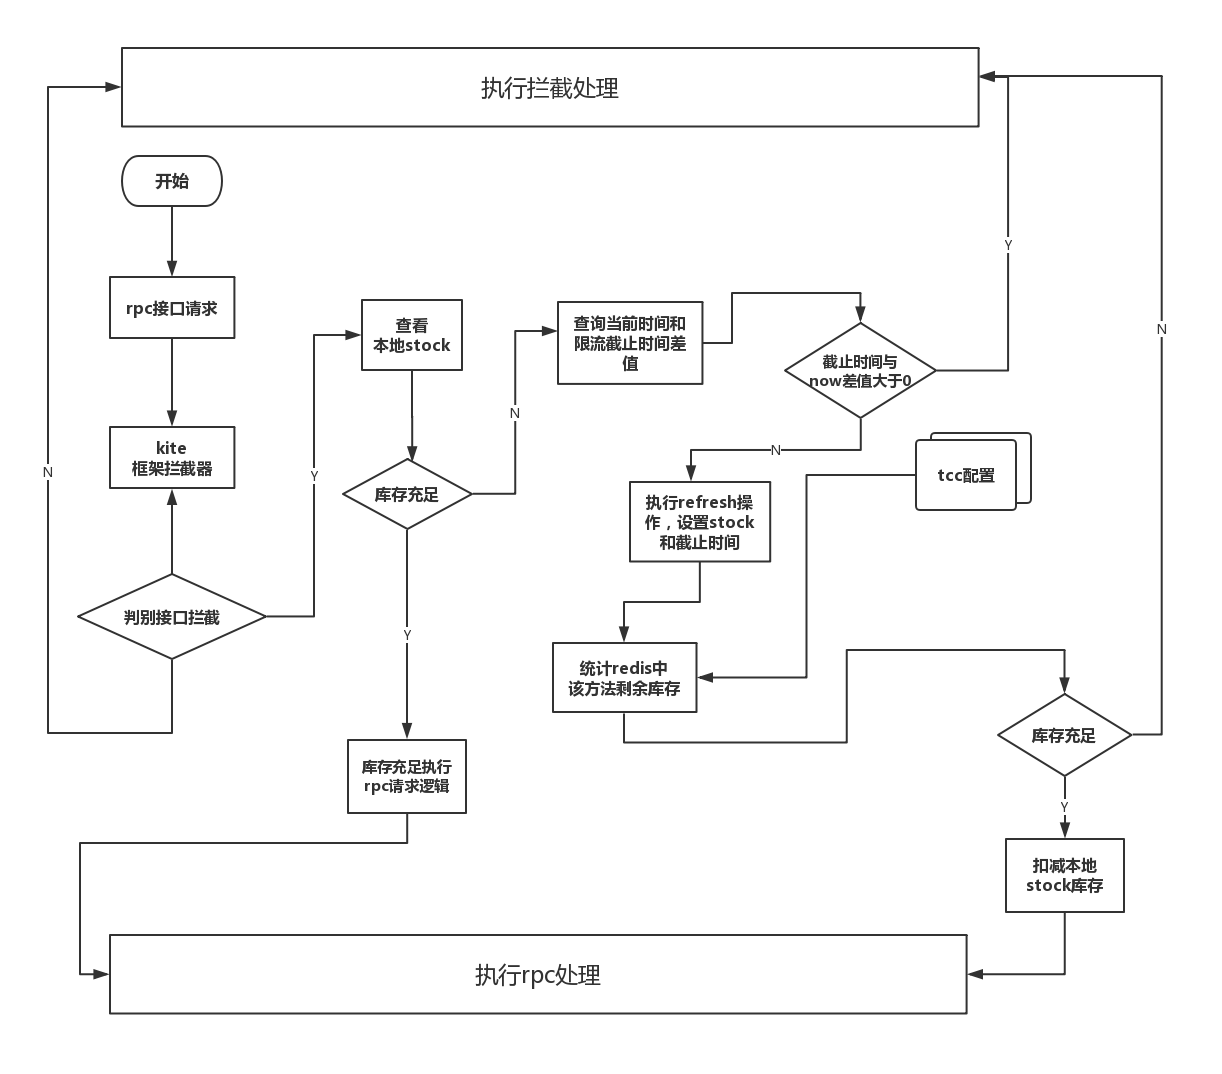 执行拦截处理
开始
rpc接口请求
kite
框架拦截器
判别接口拦截
N
Y
查看
本地stock
库存充足
N
Y
库存充足执行
rpc请求逻辑
查询当前时间和
限流截止时间差
值
截止时间与
now差值大于0
Y
N
执行refresh操
作，设置stock
和截止时间
tcc配置
统计redis中
该方法剩余库存
库存充足
N
Y
扣减本地
stock库存
执行rpc处理